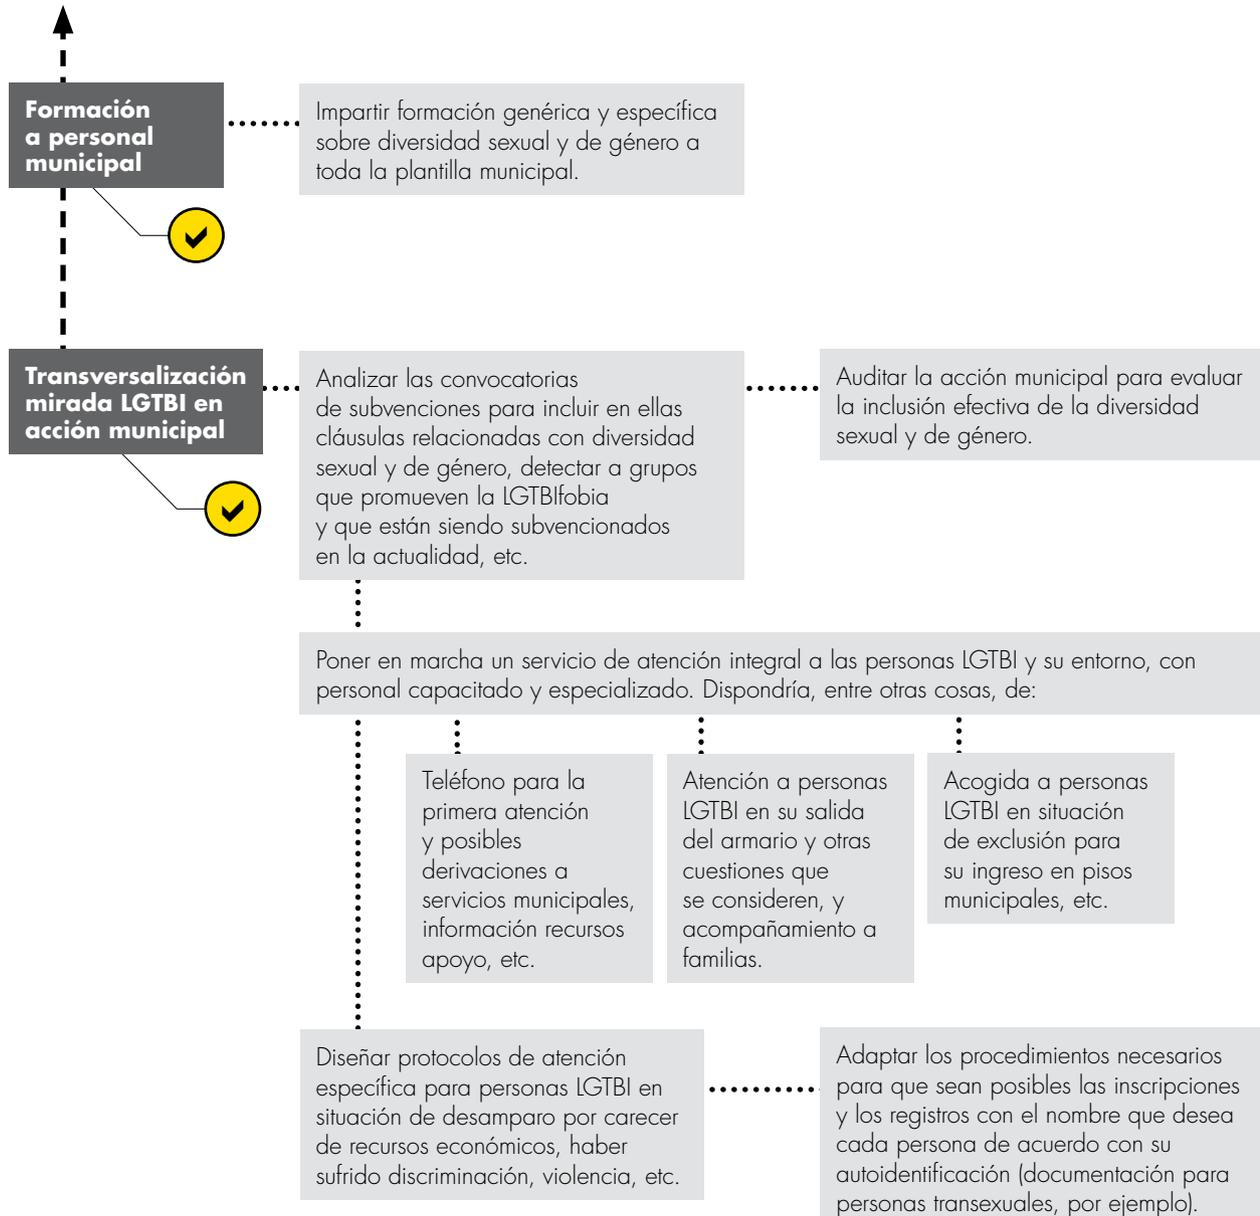 Formación
a personal
municipal
Impartir formación genérica y específica
sobre diversidad sexual y de género a
toda la plantilla municipal.
Transversalización
mirada LGTBI en
acción municipal
Analizar las convocatorias
de subvenciones para incluir en ellas
cláusulas relacionadas con diversidad
sexual y de género, detectar a grupos
que promueven la LGTBIfobia
y que están siendo subvencionados
en la actualidad, etc.
Auditar la acción municipal para evaluar
la inclusión efectiva de la diversidad
sexual y de género.
Poner en marcha un servicio de atención integral a las personas LGTBI y su entorno, con
personal capacitado y especializado. Dispondría, entre otras cosas, de:
Teléfono para la
primera atención
y posibles
derivaciones a
servicios municipales,
información recursos
apoyo, etc.
Atención a personas
LGTBI en su salida
del armario y otras
cuestiones que
se consideren, y
acompañamiento a
familias.
Acogida a personas
LGTBI en situación
de exclusión para
su ingreso en pisos
municipales, etc.
Diseñar protocolos de atención
específica para personas LGTBI en
situación de desamparo por carecer
de recursos económicos, haber
sufrido discriminación, violencia, etc.
Adaptar los procedimientos necesarios
para que sean posibles las inscripciones
y los registros con el nombre que desea
cada persona de acuerdo con su
autoidentificación (documentación para
personas transexuales, por ejemplo).